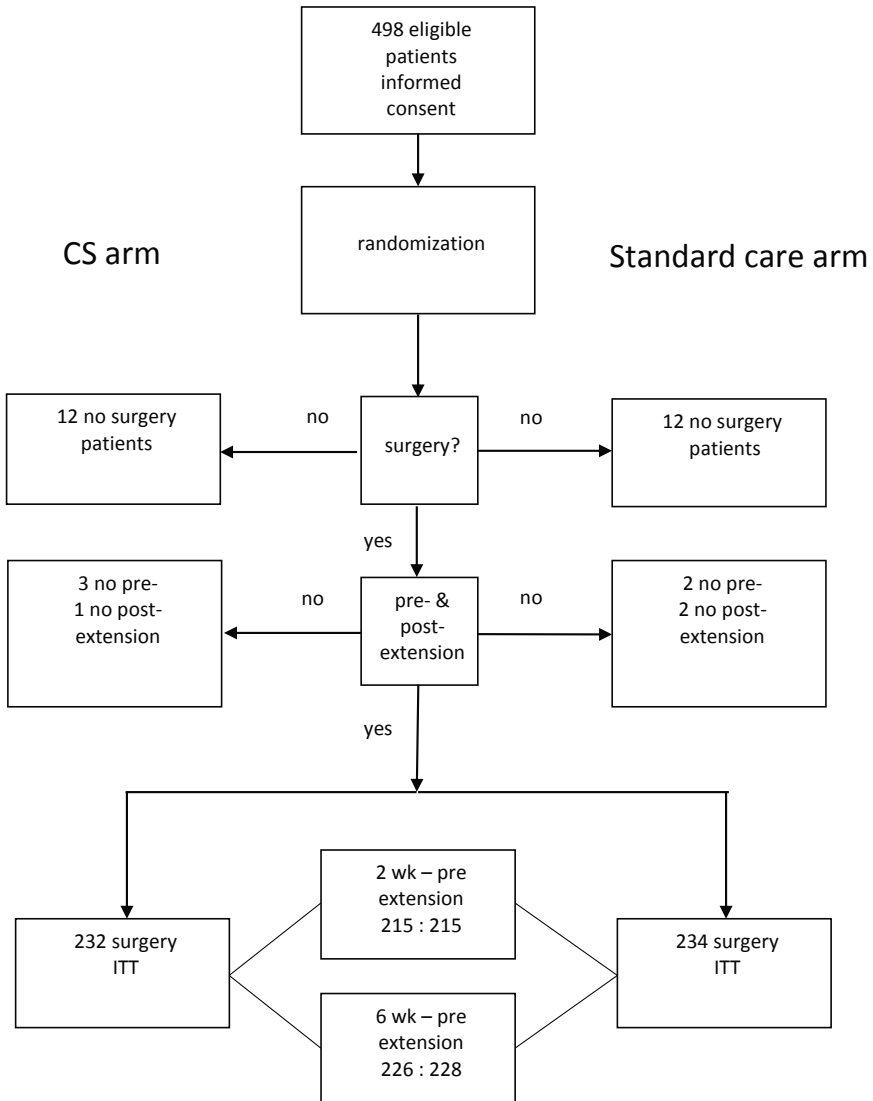 498 eligible
patients
informed
consent
CS arm
randomization
Standard care arm
12 no surgery
patients
no
surgery?
no
12 no surgery
patients
yes
3 no pre-
1 no post-
extension
no
pre- &
post-
extension
no
2 no pre-
2 no post-
extension
yes
2 wk – pre
extension
215 : 215
232 surgery
ITT
234 surgery
ITT
6 wk – pre
extension
226 : 228